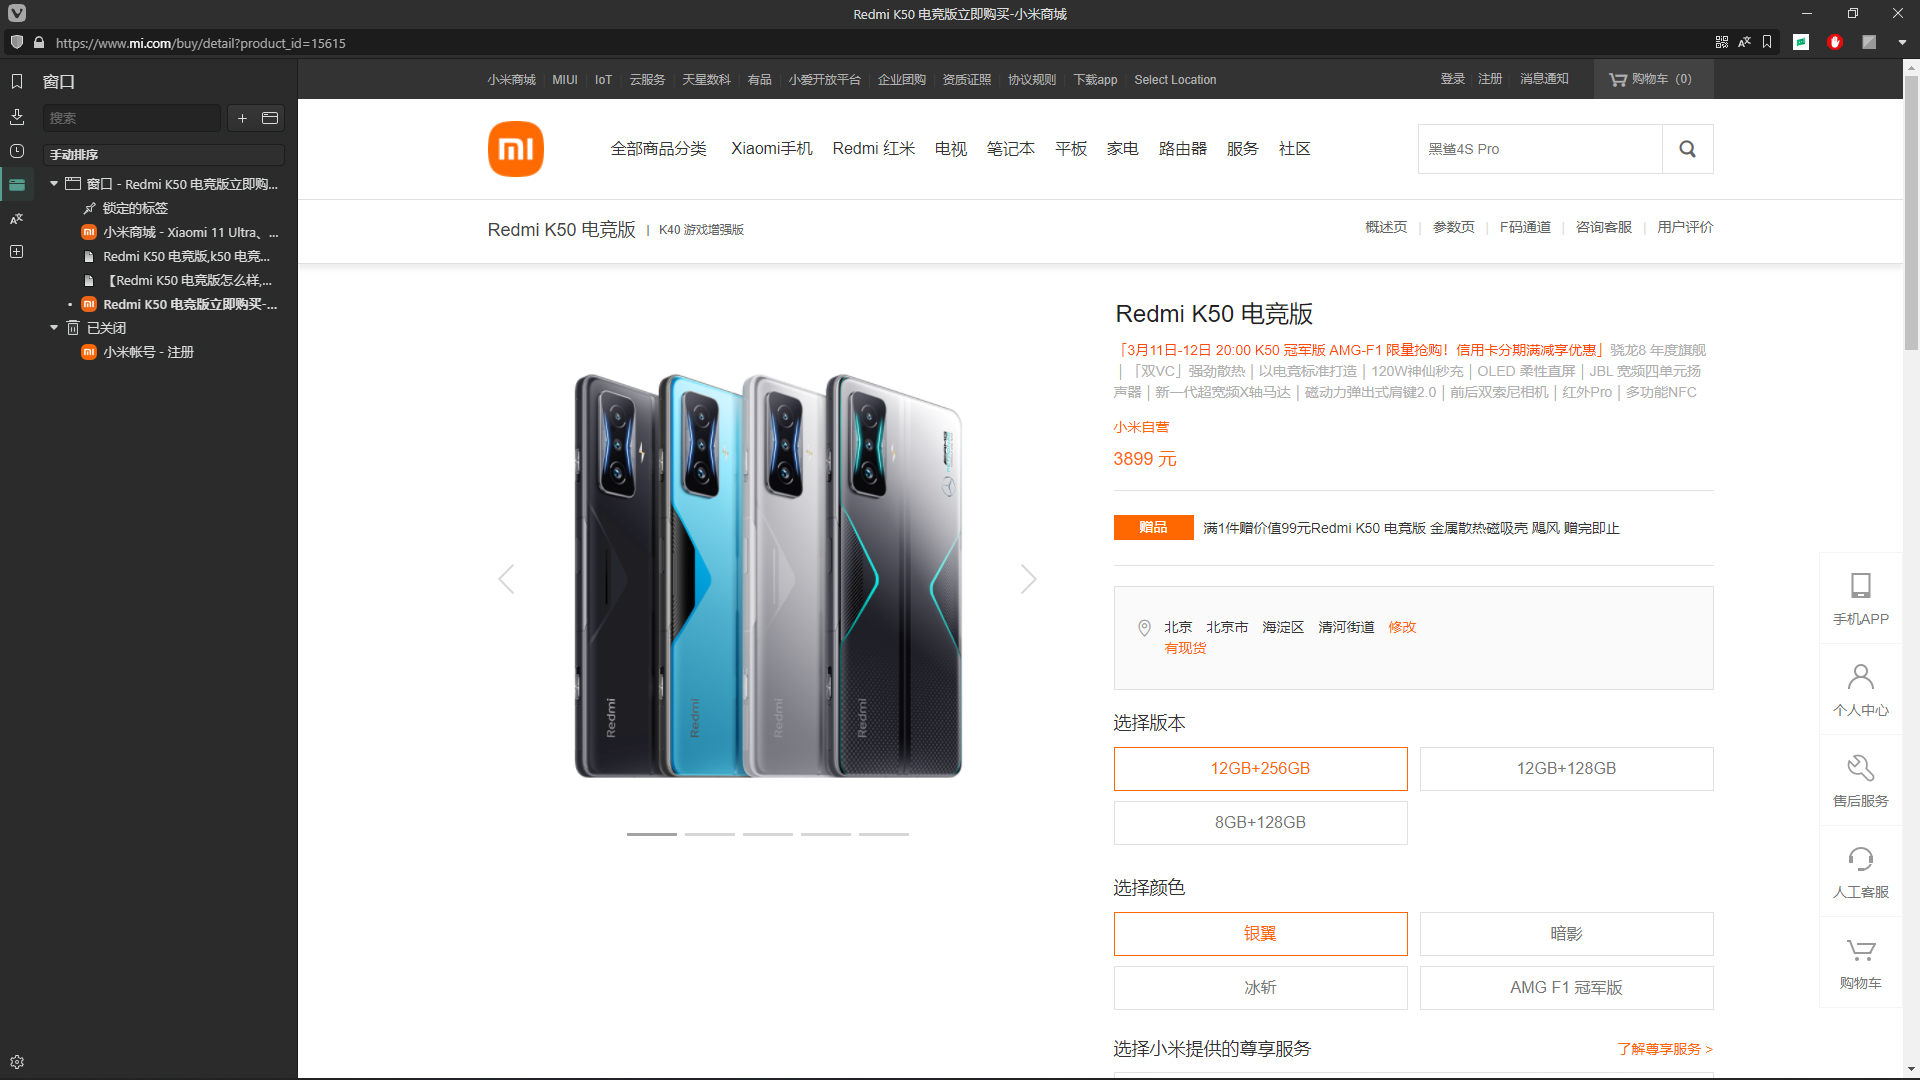 Redmi K50 电竞版立即购买-小米商城
https://www.mi.com/buy/detail?product_id=15615
窗口
搜索
手动排序
窗口 - Redmi K50 电竞版立即购...
锁定的标签
小米商城 - Xiaomi 11 Ultra、...
Redmi K50 电竞版,k50 电竞...
【Redmi K50 电竞版怎么样,...
Redmi K50 电竞版立即购买-...
已关闭
小米帐号 - 注册
小米商城 MIUI IoT 云服务 天星数科 有品 小爱开放平台 企业团购 资质证照 协议规则 下载app Select Location
登录 注册 消息通知 购物车（0）
mi
全部商品分类 Xiaomi手机 Redmi 红米 电视 笔记本 平板 家电 路由器 服务 社区
黑鲨4S Pro
Redmi K50 电竞版 | K40 游戏增强版
概述页 | 参数页 | F码通道 | 咨询客服 | 用户评价
Redmi
Redmi
Redmi
Redmi
Redmi K50 电竞版
「3月11日-12日 20:00 K50 冠军版 AMG-F1 限量抢购！信用卡分期满减享优惠」骁龙8 年度旗舰
｜「双VC」强劲散热｜以电竞标准打造｜120W神仙秒充｜OLED 柔性直屏｜JBL 宽频四单元扬
声器｜新一代超宽频X轴马达｜磁动力弹出式肩键2.0｜前后双索尼相机｜红外Pro｜多功能NFC
小米自营
3899 元
赠品 满1件赠价值99元Redmi K50 电竞版 金属散热磁吸壳 飓风 赠完即止
北京 北京市 海淀区 清河街道 修改
有现货
选择版本
12GB+256GB
12GB+128GB
8GB+128GB
选择颜色
银翼
暗影
冰斩
AMG F1 冠军版
选择小米提供的尊享服务
了解尊享服务 >
手机APP
个人中心
售后服务
人工客服
购物车